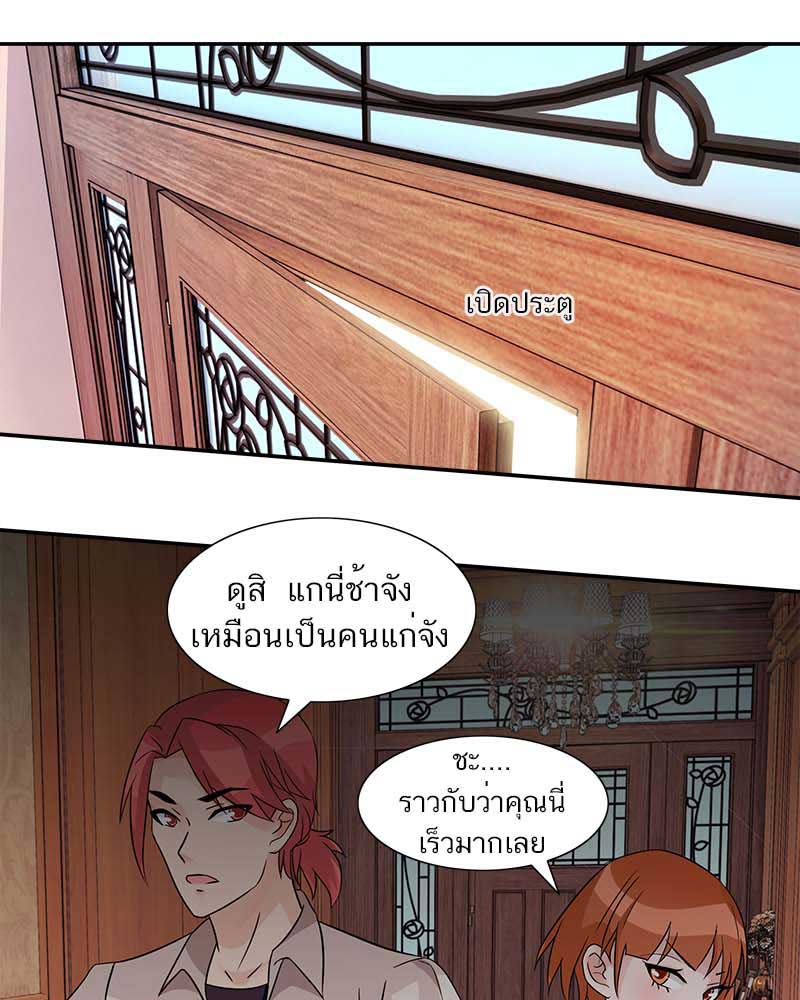 เปิดประตู
ดูสิ แกนี่ช้าจัง
เหมือนเป็นคนแก่จัง
ชะ....
ราวกับว่าคุณนี่
เร็วมากเลย